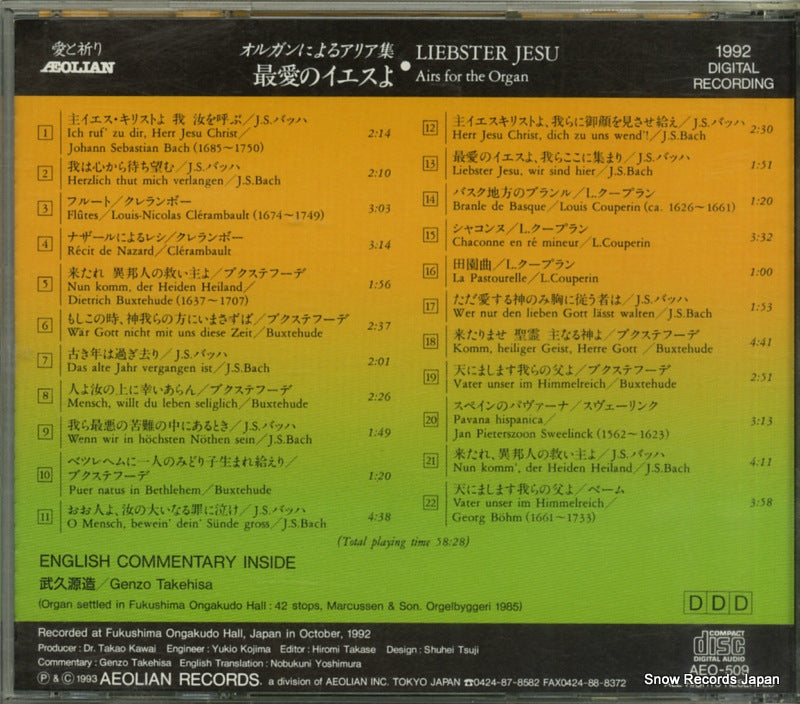 愛と祈り
ÆOLIAN
オルガンによるアリア集
最愛のイエスよ
•
LIEBSTER JESU
Airs for the Organ
1992
DIGITAL
RECORDING
1
主イエス・キリストよ 我 汝を呼ぶ／J.S.バッハ
Ich ruf' zu dir, Herr Jesu Christ／
Johann Sebastian Bach (1685～1750)
2:14
2
我は心から待ち望む／J.S.バッハ
Herzlich thut mich verlangen／J.S.Bach
2:10
3
フルート／クレランボー
Flûtes／Louis-Nicolas Clérambault (1674～1749)
3:03
4
ナザールによるレシ／クレランボー
Récit de Nazard／Clérambault
3:14
5
来たれ 異邦人の救い主よ／ブクステフーデ
Nun komm, der Heiden Heiland／
Dietrich Buxtehude (1637～1707)
1:56
6
もしこの時、神我らの方にいまさずば／ブクステフーデ
Wär Gott nicht mit uns diese Zeit／Buxtehude
2:37
7
古き年は過ぎ去り／J.S.バッハ
Das alte Jahr vergangen ist／J.S.Bach
2:01
8
人よ汝の上に幸いあらん／ブクステフーデ
Mensch, willt du leben seliglich／Buxtehude
2:26
9
我ら最悪の苦難の中にあるとき／J.S.バッハ
Wenn wir in höchsten Nöthen sein／J.S.Bach
1:49
10
ベツレヘムに一人のみどり子生まれ給えり／
ブクステフーデ
Puer natus in Bethlehem／Buxtehude
1:20
11
おお人よ、汝の大いなる罪に泣け／J.S.バッハ
O Mensch, bewein' dein' Sünde gross／J.S.Bach
4:38
12
主イエスキリストよ、我らに御顔を見させ給え／J.S.バッハ
Herr Jesu Christ, dich zu uns wend'!／J.S.Bach
2:30
13
最愛のイエスよ、我らここに集まり／J.S.バッハ
Liebster Jesu, wir sind hier／J.S.Bach
1:51
14
バスク地方のブランル／L.クープラン
Branle de Basque／Louis Couperin (ca. 1626～1661)
1:20
15
シャコンヌ／L.クープラン
Chaconne en ré mineur／L.Couperin
3:32
16
田園曲／L.クープラン
La Pastourelle／L.Couperin
1:00
17
ただ愛する神のみ胸に従う者は／J.S.バッハ
Wer nur den lieben Gott lässt walten／J.S.Bach
1:53
18
来たりませ 聖霊 主なる神よ／ブクステフーデ
Komm, heiliger Geist, Herre Gott ／Buxtehude
4:41
19
天にまします我らの父よ／ブクステフーデ
Vater unser im Himmelreich／Buxtehude
2:51
20
スペインのパヴァーナ／スヴェーリンク
Pavana hispanica／
Jan Pieterszoon Sweelinck (1562～1623)
3:13
21
来たれ、異邦人の救い主よ／J.S.バッハ
Nun komm', der Heiden Heiland／J.S.Bach
4:11
22
天にまします我らの父よ／ベーム
Vater unser im Himmelreich／
Georg Böhm (1661～1733)
3:58
(Total playing time 58:28)
ENGLISH COMMENTARY INSIDE
武久源造／Genzo Takehisa
(Organ settled in Fukushima Ongakudo Hall : 42 stops, Marcussen & Son. Orgelbyggeri 1985)
DDD
Recorded at Fukushima Ongakudo Hall, Japan in October, 1992
Producer : Dr. Takao Kawai Engineer : Yukio Kojima Editor : Hiromi Takase Design : Shuhei Tsuji
Commentary : Genzo Takehisa English Translation : Nobukuni Yoshimura
Ⓟ & Ⓒ 1993 AEOLIAN RECORDS. a division of AEOLIAN INC. TOKYO JAPAN ☎0424-87-8582 FAX0424-88-8372
COMPACT
disc
DIGITAL AUDIO
AEO-509
ALL RIGHTS RESERVED
Snow Records Japan